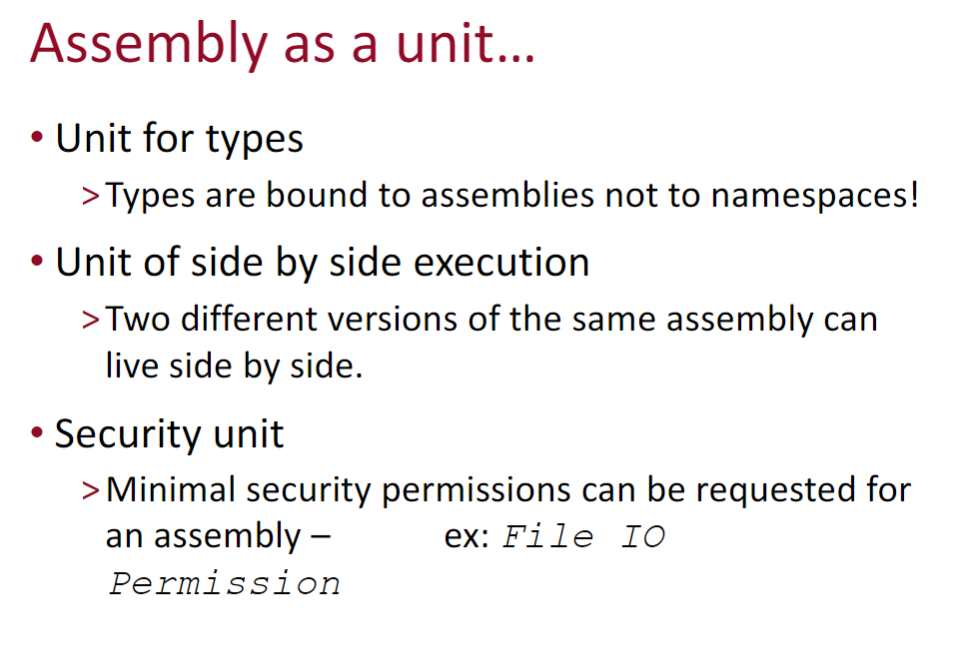 Assembly as a unit...
• Unit for types
>Types are bound to assemblies not to namespaces!
• Unit of side by side execution
>Two different versions of the same assembly can
live side by side.
• Security unit
>Minimal security permissions can be requested for
an assembly – ex: File IO
Permission